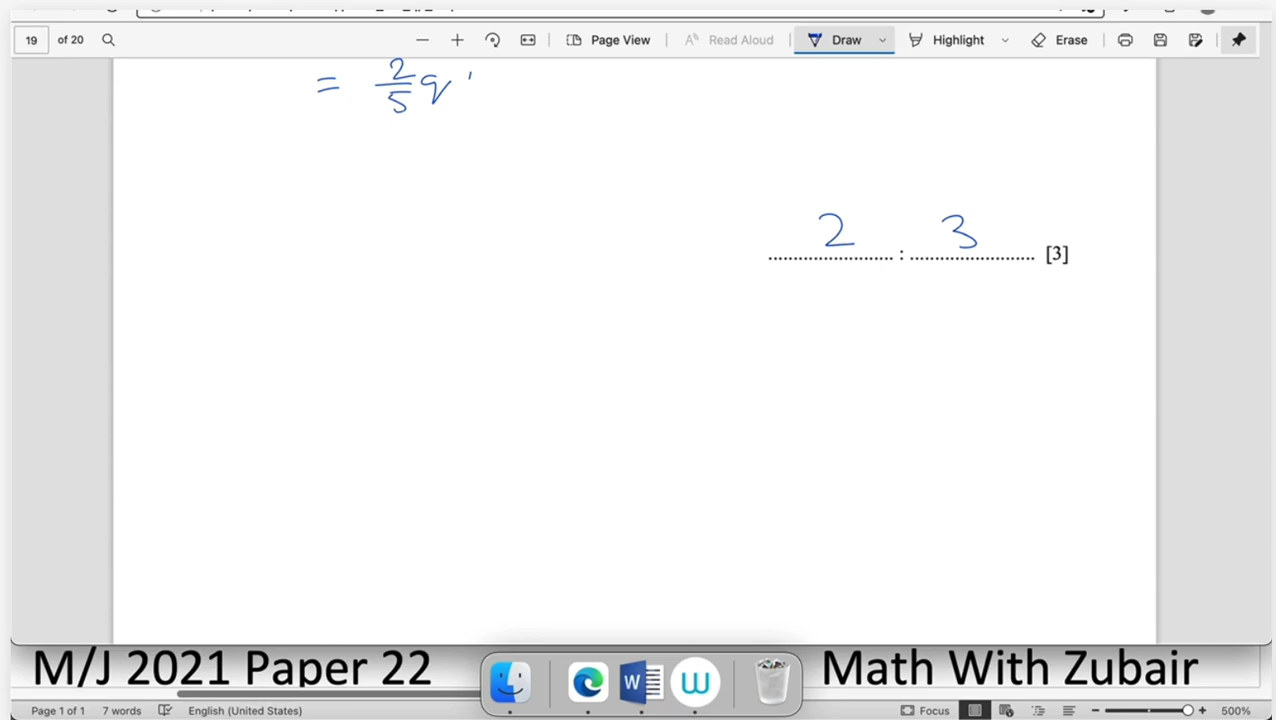 19 of 20 Page View Read Aloud Draw Highlight Erase
= 2/5 q
2 : 3 [3]
M/J 2021 Paper 22 Math With Zubair
Page 1 of 1 7 words English (United States) Focus 500%